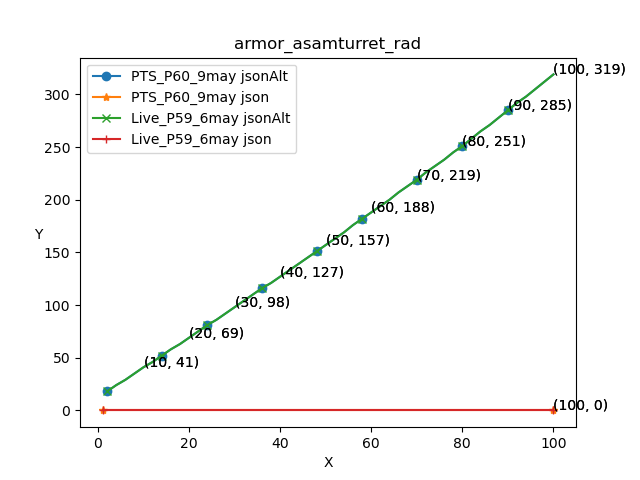 armor_asamturret_rad
PTS_P60_9may jsonAlt
PTS_P60_9may json
Live_P59_6may jsonAlt
Live_P59_6may json
(100, 319)
(90, 285)
(80, 251)
(70, 219)
(60, 188)
(50, 157)
(40, 127)
(30, 98)
(20, 69)
(10, 41)
(100, 0)
Y
300
250
200
150
100
50
0
0 20 40 60 80 100
X